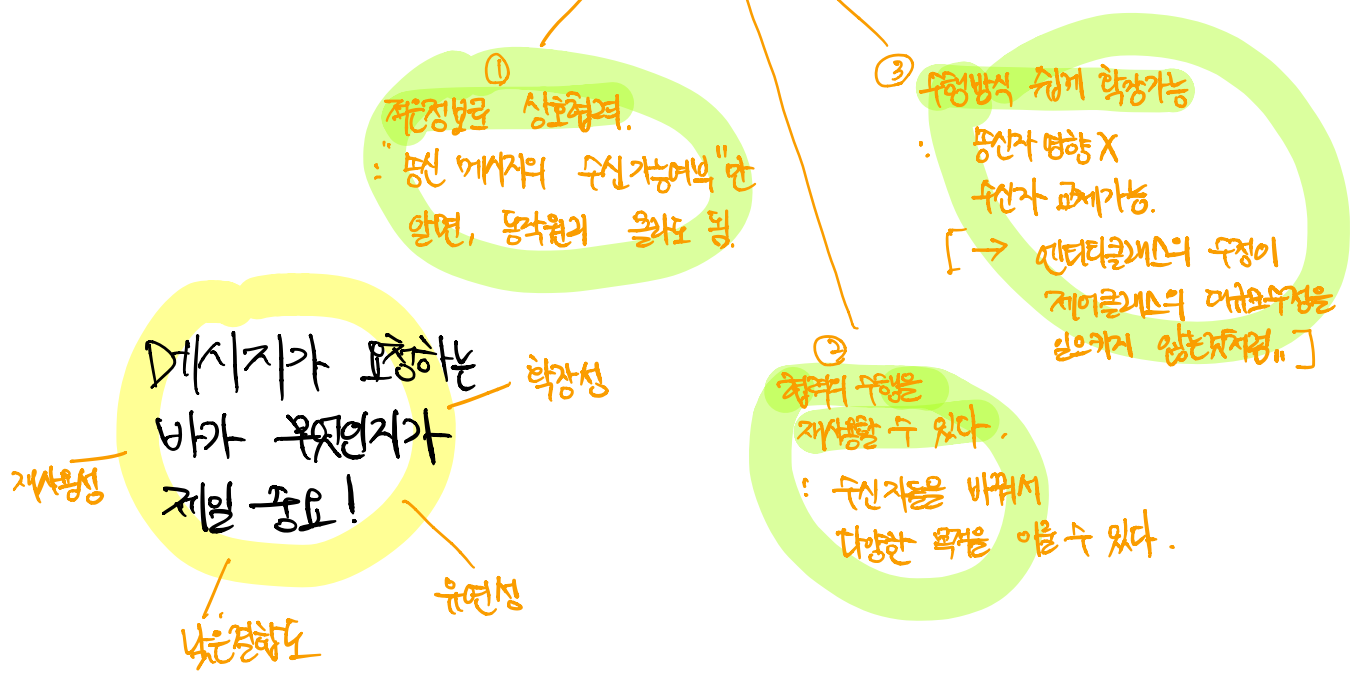 ①
적은정보로 상호협력.
∵ "송신 메시지의 수신가능여부"만
알면, 동작원리 몰라도 됨.
③
수행방식 쉽게 확장가능
∴ 송신자 영향 X
수신자 교체가능.
[→ 엔터티클래스의 수정이
제어클래스의 대규모수정을
일으키지 않는것처럼..]
②
협력의 수행을
재사용할 수 있다.
∴ 수신자들을 바꿔서
다양한 목적을 이룰 수 있다.
메시지가 요청하는
바가 무엇인지가
제일 중요!
확장성
재사용성
유연성
낮은결합도